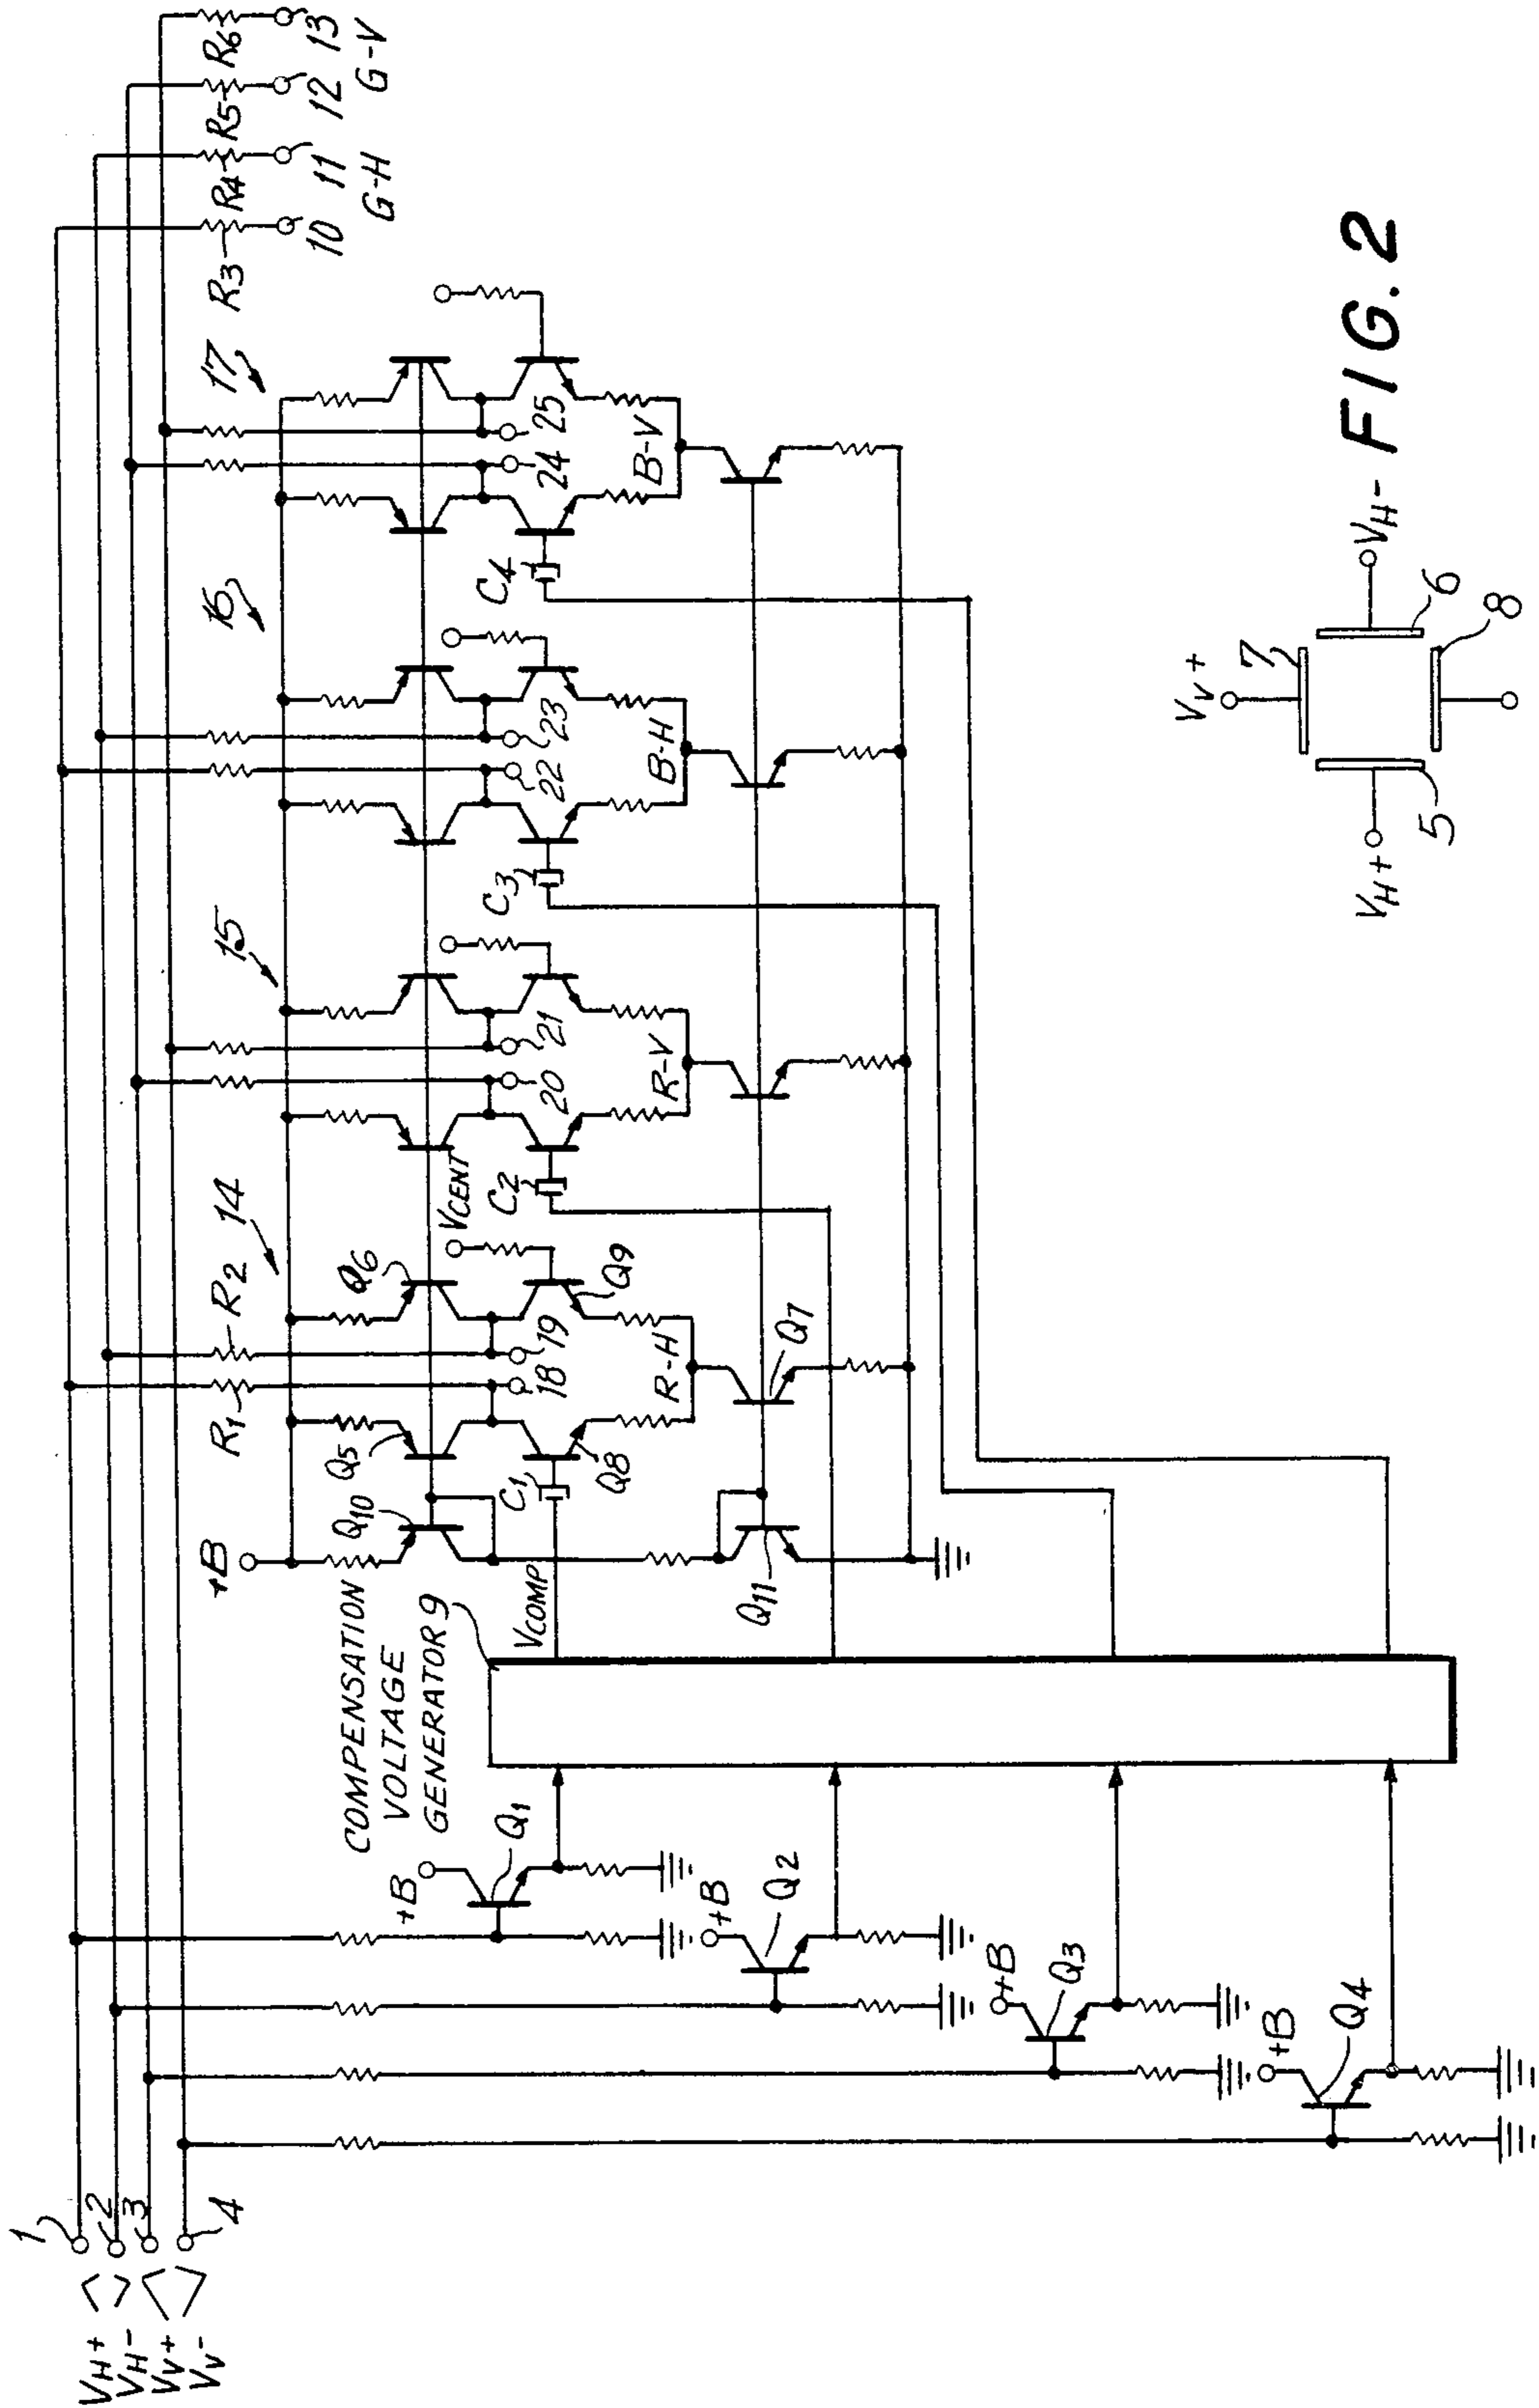 1
2
3
4
VH+
VH-
VV+
VV-
+B
Q1
+B
Q2
+B
Q3
+B
Q4
COMPENSATION
VOLTAGE
GENERATOR 9
VCOMP
+B
Q10
Q11
R1
R2
14
Q5
Q6
18
19
C1
Q8
Q9
R-H
Q7
VCENT
15
20
21
C2
R-V
16
22
23
C3
B-H
17
24
25
C4
B-V
R3
R4
R5
R6
10
11
12
13
G-H
G-V
VV+
7
VH+
5
6
VH-
8
FIG. 2